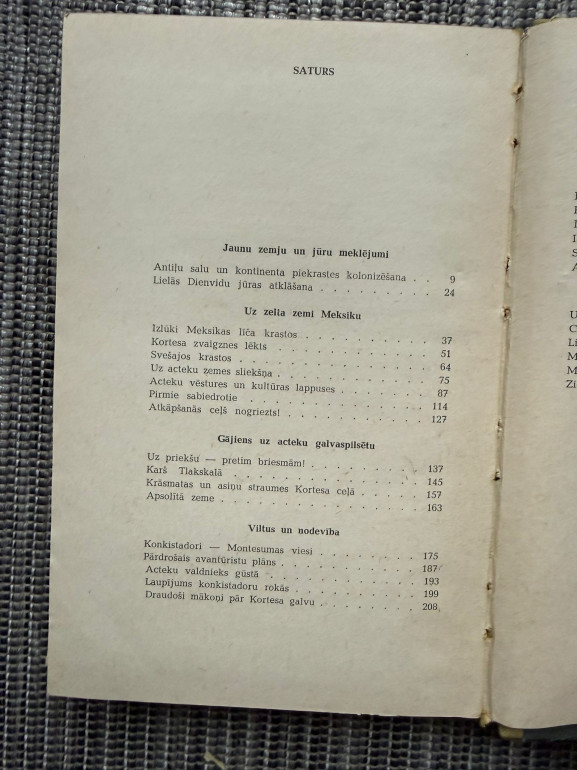 SATURS
Jaunu zemju un jūru meklējumi
Antiļu salu un kontinenta piekrastes kolonizēšana . . 9
Lielās Dienvidu jūras atklāšana . . . . . . . . . 24
Uz zelta zemi Meksiku
Izlūki Meksikas līča krastos . . . . . . . . . . 37
Kortesa zvaigznes lēkts . . . . . . . . . . . . 51
Svešajos krastos . . . . . . . . . . . . . . 64
Uz acteku zemes sliekšņa . . . . . . . . . . . 75
Acteku vēstures un kultūras lappuses . . . . . . . 87
Pirmie sabiedrotie . . . . . . . . . . . . . 114
Atkāpšanās ceļš nogriezts! . . . . . . . . . . 127
Gājiens uz acteku galvaspilsētu
Uz priekšu — pretim briesmām! . . . . . . . . 137
Karš Tlakskalā . . . . . . . . . . . . . . 145
Krāsmatas un asiņu straumes Kortesa ceļā . . . . . 157
Apsolītā zeme . . . . . . . . . . . . . . 163
Viltus un nodevība
Konkistadori — Montesumas viesi . . . . . . . . 175
Pārdrošais avantūristu plāns . . . . . . . . . . 187
Acteku valdnieks gūstā . . . . . . . . . . . 193
Laupījums konkistadoru rokās . . . . . . . . . 199
Draudoši mākoņi pār Kortesa galvu . . . . . . . 208